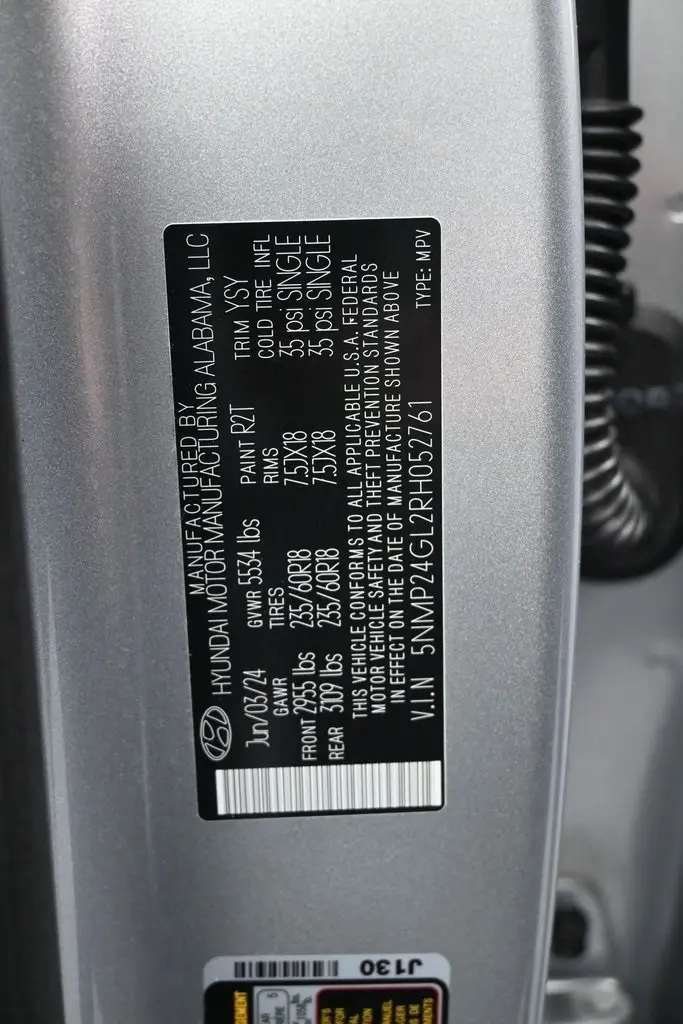 MANUFACTURED BY
HYUNDAI MOTOR MANUFACTURING ALABAMA, LLC
Jun/03/24 GVWR 5534 lbs PAINT R2T TRIM YSY
GAWR TIRES RIMS COLD TIRE INFL
FRONT 2955 lbs 235/60R18 7.5JX18 35 psi SINGLE
REAR 3109 lbs 235/60R18 7.5JX18 35 psi SINGLE
THIS VEHICLE CONFORMS TO ALL APPLICABLE U.S.A. FEDERAL
MOTOR VEHICLE SAFETY AND THEFT PREVENTION STANDARDS
IN EFFECT ON THE DATE OF MANUFACTURE SHOWN ABOVE
V.I.N 5NMP24GL2RH052761 TYPE: MPV
J130